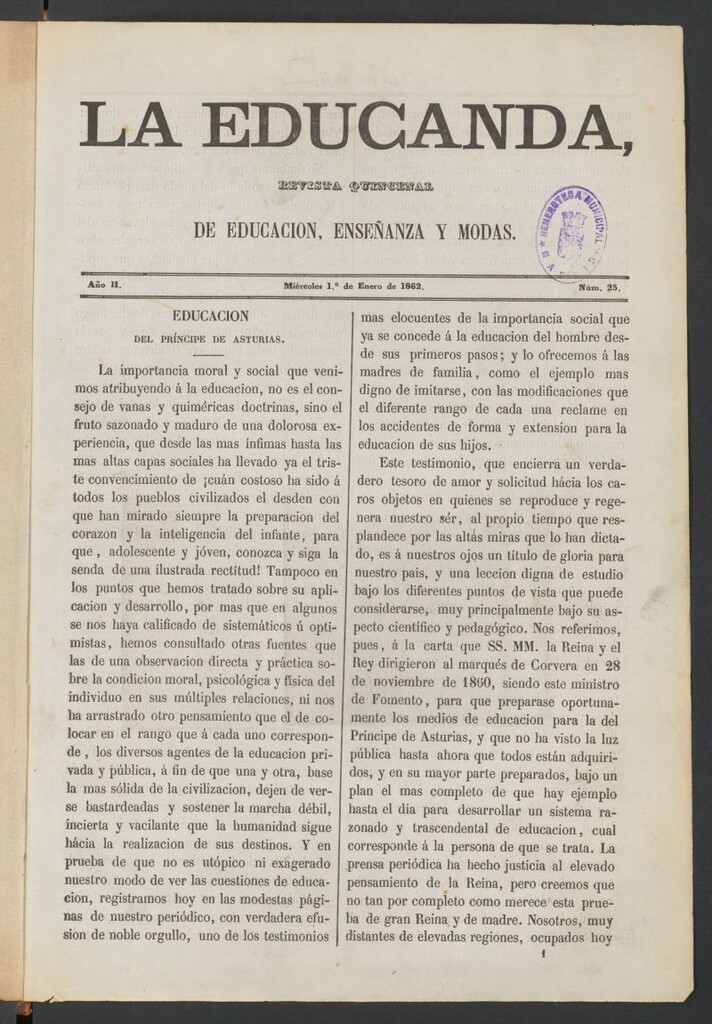 LA EDUCANDA,
REVISTA QUINCENAL
DE EDUCACION, ENSEÑANZA Y MODAS.
HEMEROTECA MUNICIPAL
Año II.
Miércoles 1.º de Enero de 1862.
Núm. 25.
EDUCACION
DEL PRÍNCIPE DE ASTURIAS.
La importancia moral y social que veni-
mos atribuyendo á la educacion, no es el con-
sejo de vanas y quiméricas doctrinas, sino el
fruto sazonado y maduro de una dolorosa ex-
periencia, que desde las mas ínfimas hasta las
mas altas capas sociales ha llevado ya el tris-
te convencimiento de ¡cuán costoso ha sido á
todos los pueblos civilizados el desden con
que han mirado siempre la preparacion del
corazon y la inteligencia del infante, para
que , adolescente y jóven, conozca y siga la
senda de una ilustrada rectitud! Tampoco en
los puntos que hemos tratado sobre su apli-
cacion y desarrollo, por mas que en algunos
se nos haya calificado de sistemáticos ú opti-
mistas, hemos consultado otras fuentes que
las de una observacion directa y práctica so-
bre la condicion moral, psicológica y física del
individuo en sus múltiples relaciones, ni nos
ha arrastrado otro pensamiento que el de co-
locar en el rango que á cada uno correspon-
de , los diversos agentes de la educacion pri-
vada y pública, á fin de que una y otra, base
la mas sólida de la civilizacion, dejen de ver-
se bastardeadas y sostener la marcha débil,
incierta y vacilante que la humanidad sigue
hácia la realizacion de sus destinos. Y en
prueba de que no es utópico ni exagerado
nuestro modo de ver las cuestiones de educa-
cion, registramos hoy en las modestas pági-
nas de nuestro periódico, con verdadera efu-
sion de noble orgullo, uno de los testimonios
mas elocuentes de la importancia social que
ya se concede á la educacion del hombre des-
de sus primeros pasos; y lo ofrecemos á las
madres de familia, como el ejemplo mas
digno de imitarse, con las modificaciones que
el diferente rango de cada una reclame en
los accidentes de forma y extension para la
educacion de sus hijos.
Este testimonio, que encierra un verda-
dero tesoro de amor y solicitud hácia los ca-
ros objetos en quienes se reproduce y rege-
nera nuestro sér, al propio tiempo que res-
plandece por las altas miras que lo han dicta-
do, es á nuestros ojos un título de gloria para
nuestro pais, y una leccion digna de estudio
bajo los diferentes puntos de vista que puede
considerarse, muy principalmente bajo su as-
pecto científico y pedagógico. Nos referimos,
pues, á la carta que SS. MM. la Reina y el
Rey dirigieron al marqués de Corvera en 28
de noviembre de 1860, siendo este ministro
de Fomento, para que preparase oportuna-
mente los medios de educacion para la del
Príncipe de Asturias, y que no ha visto la luz
pública hasta ahora que todos están adquiri-
dos, y en su mayor parte preparados, bajo un
plan el mas completo de que hay ejemplo
hasta el dia para desarrollar un sistema ra-
zonado y trascendental de educacion, cual
corresponde á la persona de que se trata. La
prensa periódica ha hecho justicia al elevado
pensamiento de la Reina, pero creemos que
no tan por completo como merece esta prue-
ba de gran Reina y de madre. Nosotros, muy
distantes de elevadas regiones, ocupados hoy
1